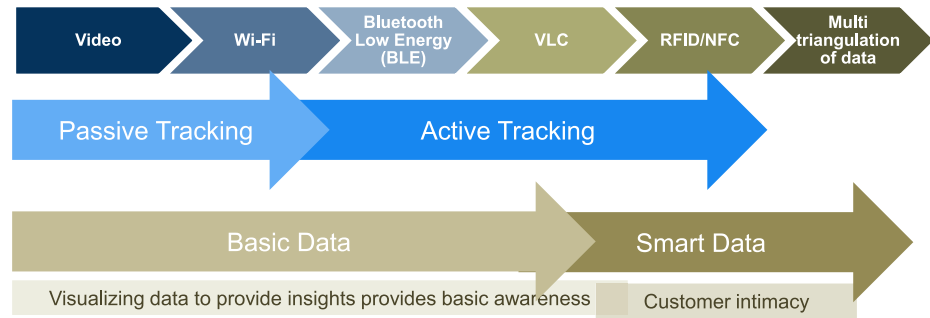 Video
Wi-Fi
Bluetooth
Low Energy
(BLE)
VLC
RFID/NFC
Multi
triangulation
of data
Passive Tracking
Active Tracking
Basic Data
Smart Data
Visualizing data to provide insights provides basic awareness
Customer intimacy